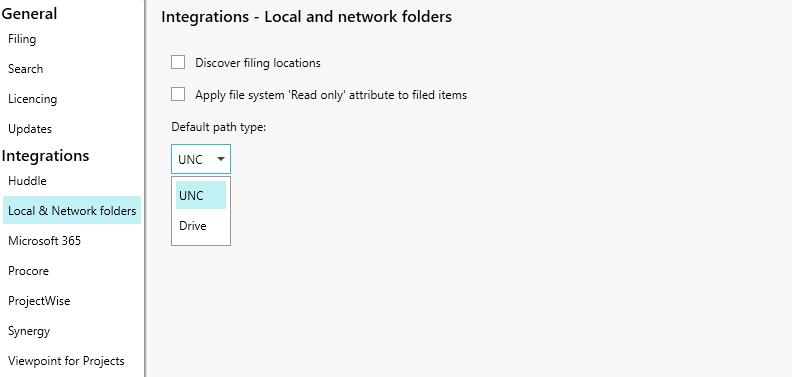 General
Filing
Search
Licencing
Updates
Integrations
Huddle
Local & Network folders
Microsoft 365
Procore
ProjectWise
Synergy
Viewpoint for Projects
Integrations - Local and network folders
Discover filing locations
Apply file system 'Read only' attribute to filed items
Default path type:
UNC
UNC
Drive